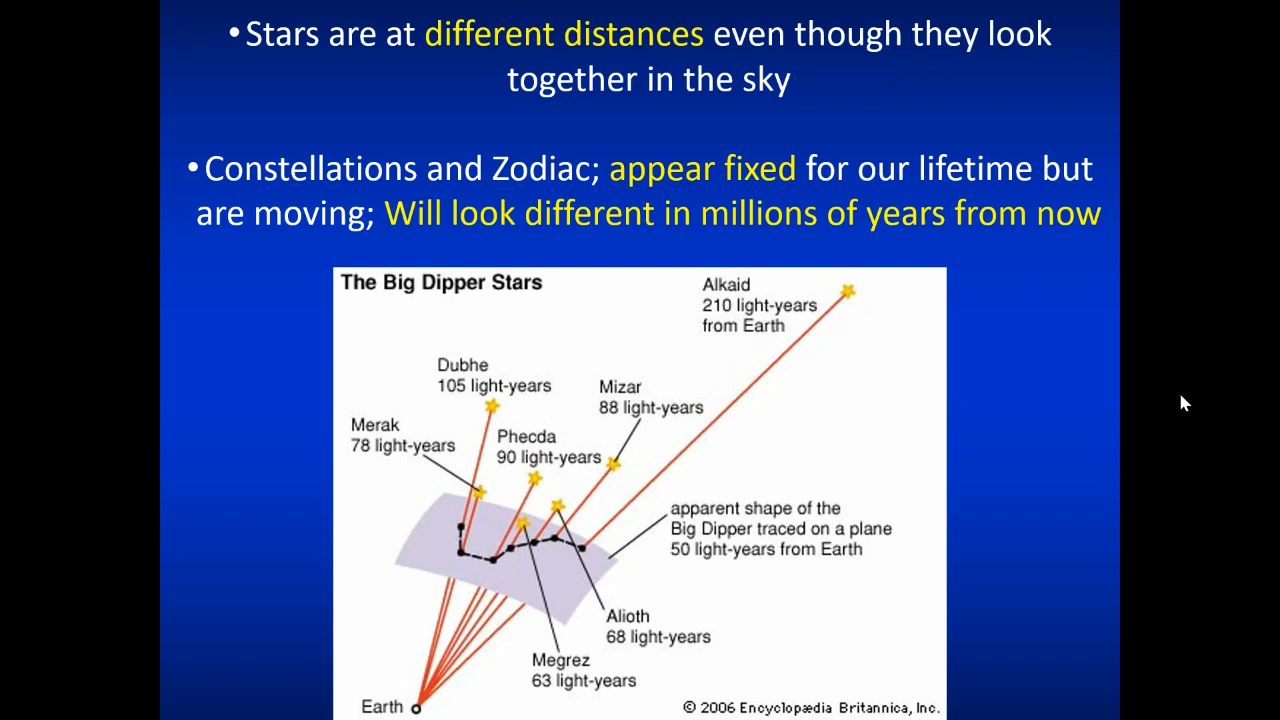 •Stars are at different distances even though they look
together in the sky
•Constellations and Zodiac; appear fixed for our lifetime but
are moving; Will look different in millions of years from now
The Big Dipper Stars
Alkaid
210 light-years
from Earth
Dubhe
105 light-years
Mizar
88 light-years
Merak
78 light-years
Phecda
90 light-years
apparent shape of the
Big Dipper traced on a plane
50 light-years from Earth
Alioth
68 light-years
Megrez
63 light-years
Earth
© 2006 Encyclopædia Britannica, Inc.